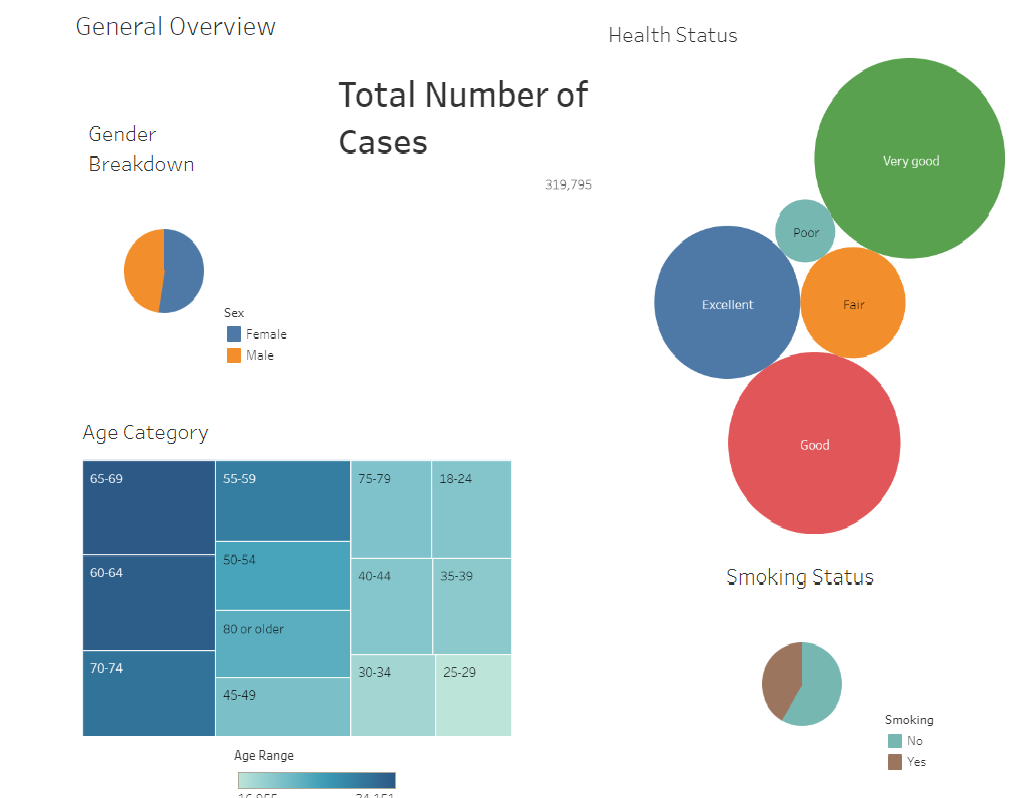 General Overview
Gender
Breakdown
Sex
Female
Male
Total Number of
Cases
319,795
Health Status
Very good
Poor
Excellent
Fair
Good
Age Category
65-69
55-59
75-79
18-24
60-64
50-54
40-44
35-39
80 or older
70-74
30-34
25-29
45-49
Age Range
Smoking Status
Smoking
No
Yes